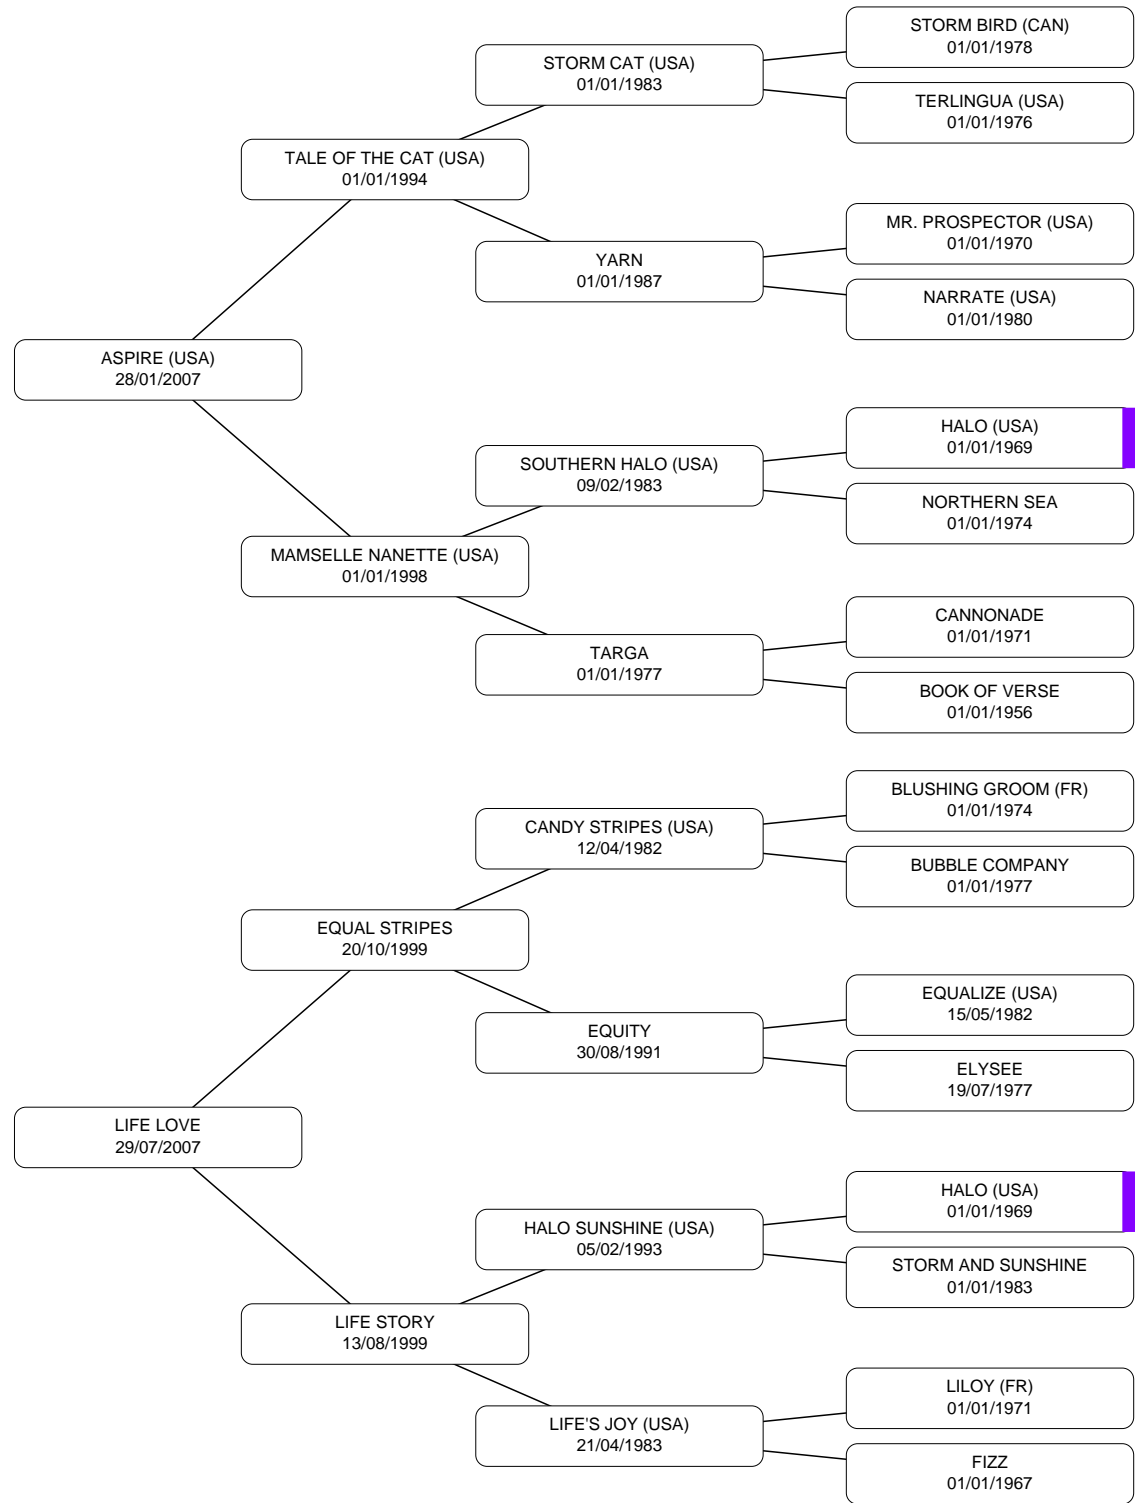 STORM BIRD (CAN)
01/01/1978
STORM CAT (USA)
01/01/1983
TERLINGUA (USA)
01/01/1976
TALE OF THE CAT (USA)
01/01/1994
MR. PROSPECTOR (USA)
01/01/1970
YARN
01/01/1987
NARRATE (USA)
01/01/1980
ASPIRE (USA)
28/01/2007
HALO (USA)
01/01/1969
SOUTHERN HALO (USA)
09/02/1983
NORTHERN SEA
01/01/1974
MAMSELLE NANETTE (USA)
01/01/1998
CANNONADE
01/01/1971
TARGA
01/01/1977
BOOK OF VERSE
01/01/1956
BLUSHING GROOM (FR)
01/01/1974
CANDY STRIPES (USA)
12/04/1982
BUBBLE COMPANY
01/01/1977
EQUAL STRIPES
20/10/1999
EQUALIZE (USA)
15/05/1982
EQUITY
30/08/1991
ELYSEE
19/07/1977
LIFE LOVE
29/07/2007
HALO (USA)
01/01/1969
HALO SUNSHINE (USA)
05/02/1993
STORM AND SUNSHINE
01/01/1983
LIFE STORY
13/08/1999
LILOY (FR)
01/01/1971
LIFE'S JOY (USA)
21/04/1983
FIZZ
01/01/1967